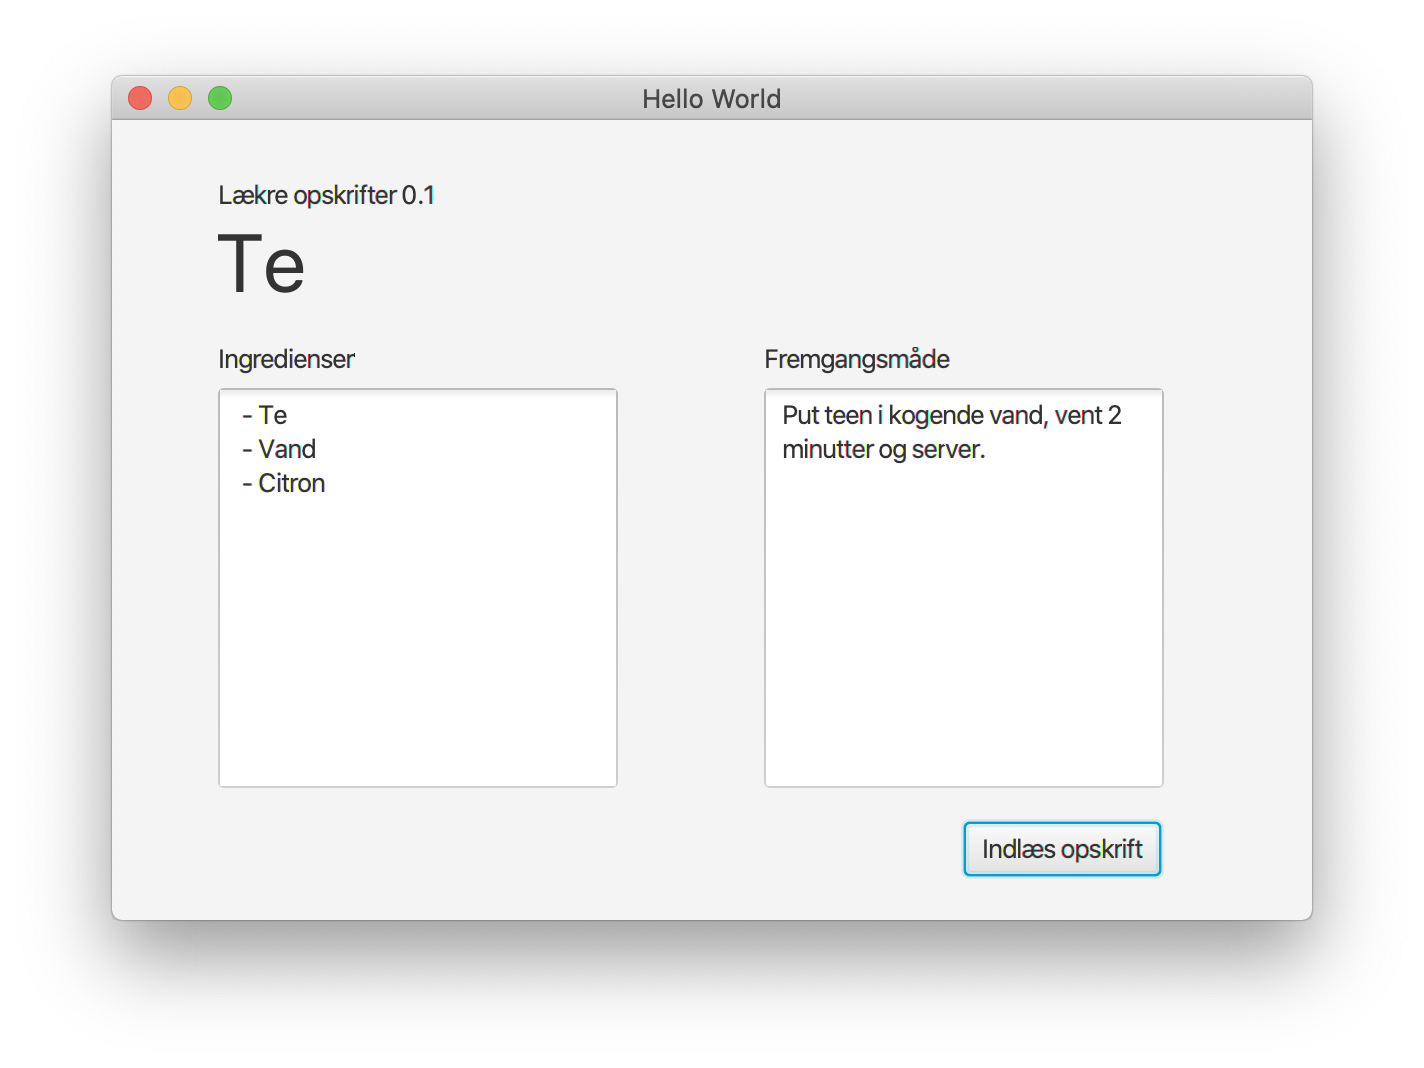 Hello World
Lækre opskrifter 0.1
Te
Ingredienser
- Te
- Vand
- Citron
Fremgangsmåde
Put teen i kogende vand, vent 2
minutter og server.
Indlæs opskrift